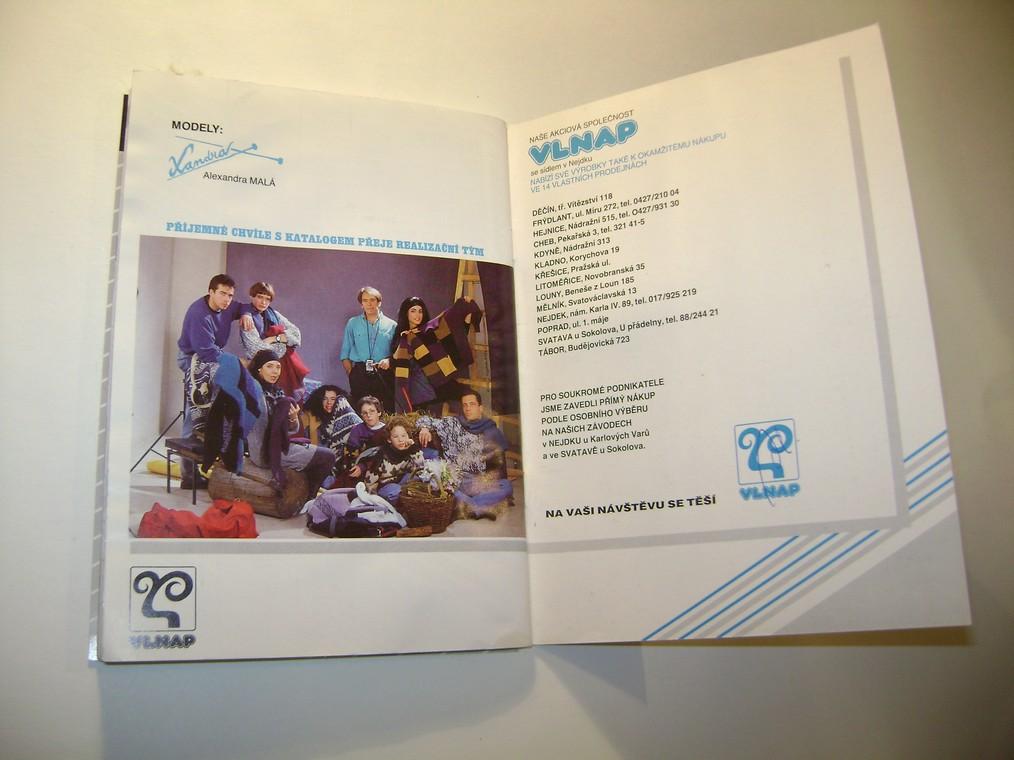 MODELY:
Xandra
Alexandra MALÁ
PŘÍJEMNÉ CHVÍLE S KATALOGEM PŘEJE REALIZAČNÍ TÝM
VLNAP
NAŠE AKCIOVÁ SPOLEČNOST
VLNAP
se sídlem v Nejdku
NABÍZÍ SVÉ VÝROBKY TAKÉ K OKAMŽITÉMU NÁKUPU
VE 14 VLASTNÍCH PRODEJNÁCH
DĚČÍN, tř. Vítězství 118
FRÝDLANT, ul. Míru 272, tel. 0427/210 04
HEJNICE, Nádražní 515, tel. O427/931 30
CHEB, Pekařská 3, tel. 321 41-5
KDYNĚ, Nádražní 313
KLADNO, Korychova 19
KŘEŠICE, Pražská ul.
LITOMĚŘICE, Novobranská 35
LOUNY, Beneše z Loun 185
MĚLNÍK, Svatováclavská 13
NEJDEK, nám. Karla IV. 89, tel. 017/925 219
POPRAD, ul. 1. máje
SVATAVA u Sokolova, U přádelny, tel. 88/244 21
TÁBOR, Budějovická 723
PRO SOUKROMÉ PODNIKATELE
JSME ZAVEDLI PŘÍMÝ NÁKUP
PODLE OSOBNÍHO VÝBĚRU
NA NAŠICH ZÁVODECH
v NEJDKU u Karlových Varů
a ve SVATAVĚ u Sokolova.
NA VAŠI NÁVŠTĚVU SE TĚŠÍ
VLNAP